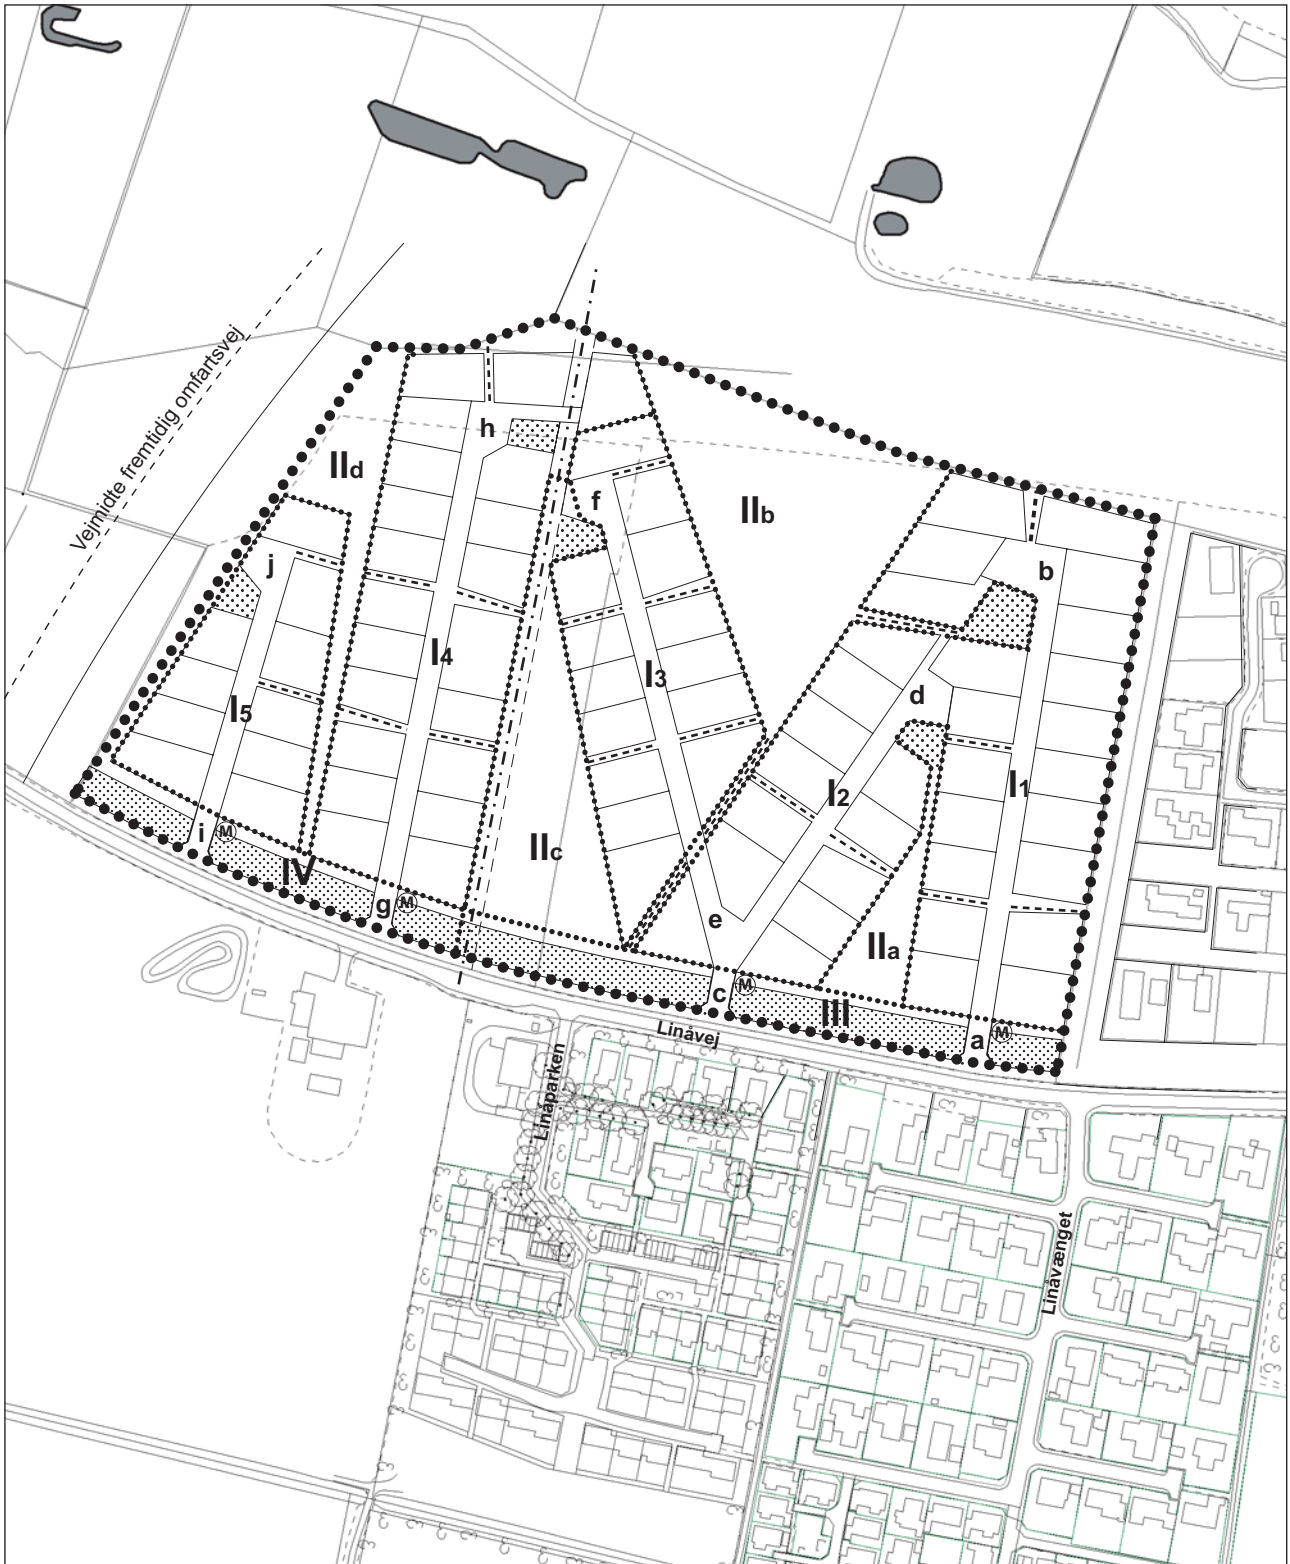 Vejmidte fremtidig omfartsvej
h
IId
f
IIb
j
b
I4
I3
d
I5
I2
I1
IIc
i
M
IV
g
M
e
IIa
c
M
III
a
M
Linåvej
Linåparken
Linåvænget